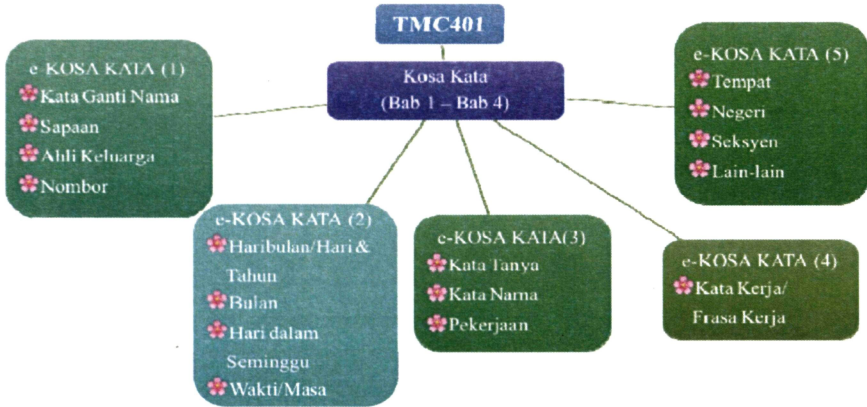 TMC401
Kosa Kata
(Bab 1 – Bab 4)
e-KOSA KATA (1)
Kata Ganti Nama
Sapaan
Ahli Keluarga
Nombor
e-KOSA KATA (2)
Haribulan/Hari &
Tahun
Bulan
Hari dalam
Seminggu
Wakti/Masa
e-KOSA KATA(3)
Kata Tanya
Kata Nama
Pekerjaan
e-KOSA KATA (4)
Kata Kerja/
Frasa Kerja
e-KOSA KATA (5)
Tempat
Negeri
Seksyen
Lain-lain